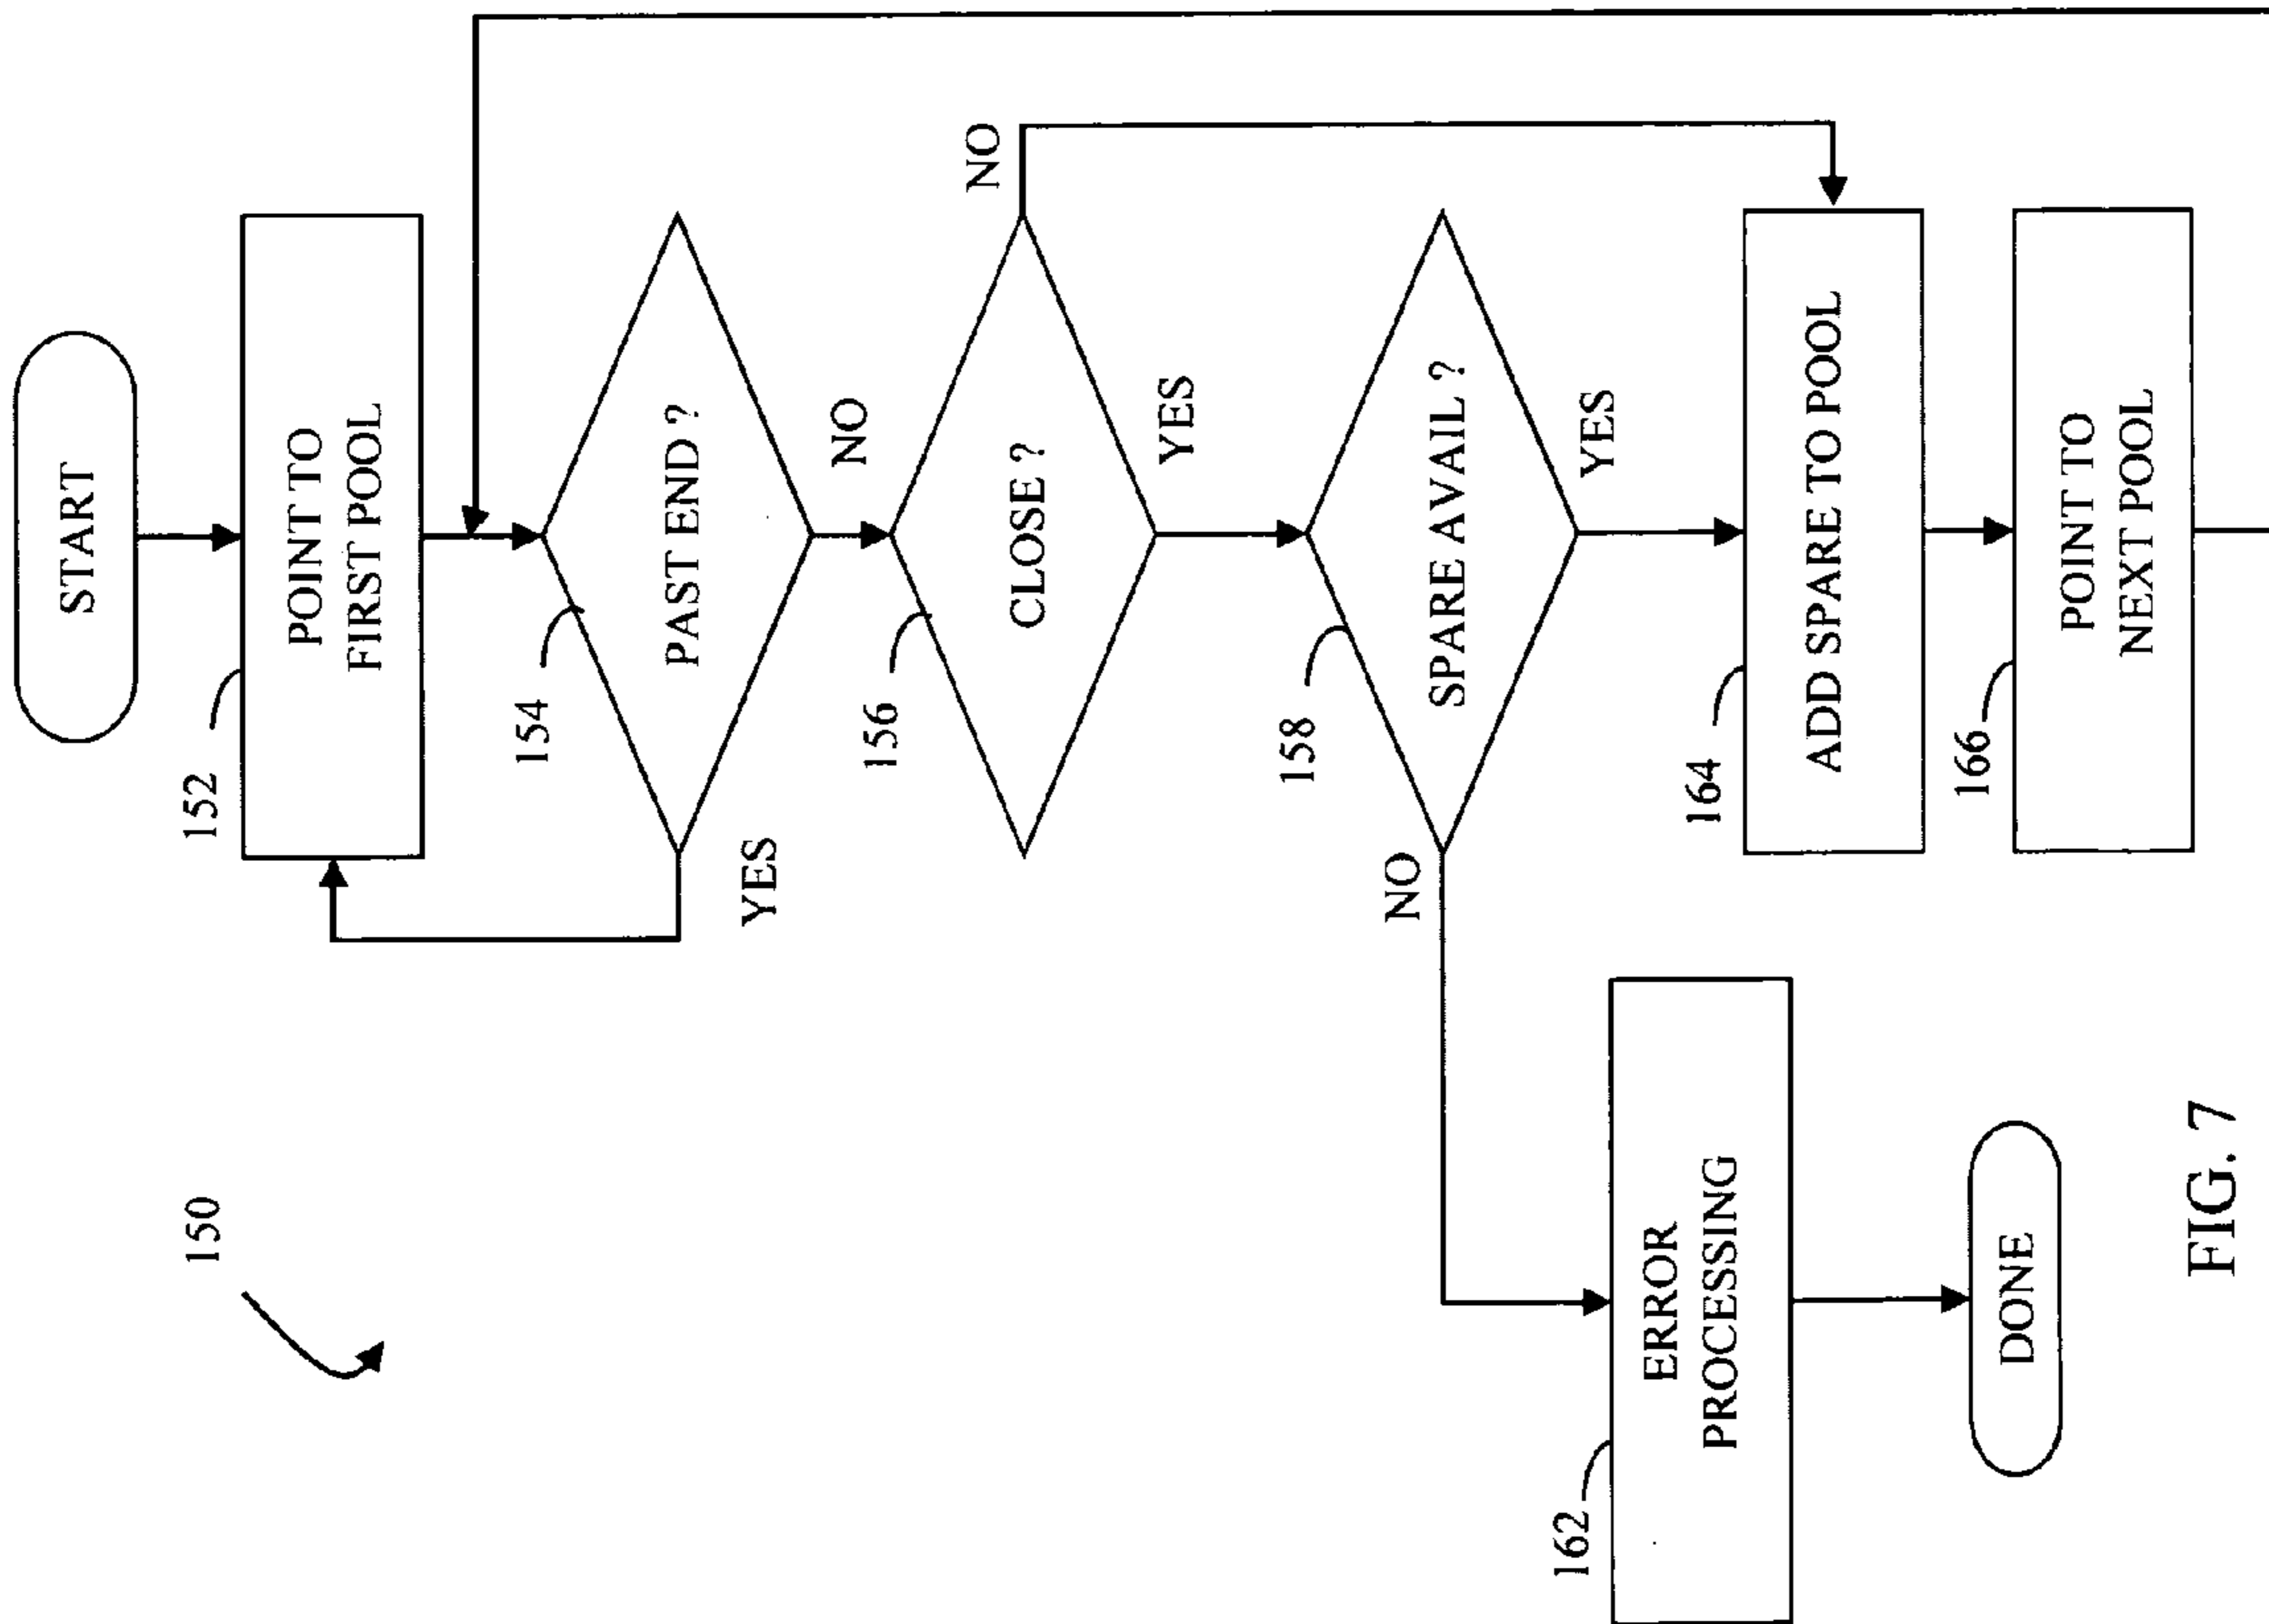 150
START
152
POINT TO
FIRST POOL
154
PAST END ?
YES
NO
156
CLOSE ?
NO
YES
158
SPARE AVAIL ?
NO
YES
162
ERROR
PROCESSING
164
ADD SPARE TO POOL
166
POINT TO
NEXT POOL
DONE
FIG. 7